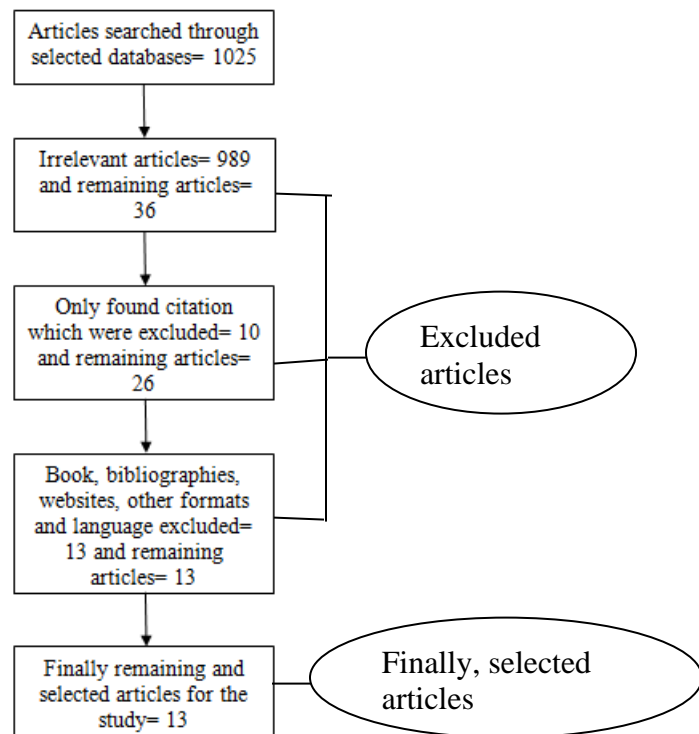 Articles searched through
selected databases= 1025
Irrelevant articles= 989
and remaining articles=
36
Only found citation
which were excluded= 10
and remaining articles=
26
Excluded
articles
Book, bibliographies,
websites, other formats
and language excluded=
13 and remaining
articles= 13
Finally remaining and
selected articles for the
study= 13
Finally, selected
articles